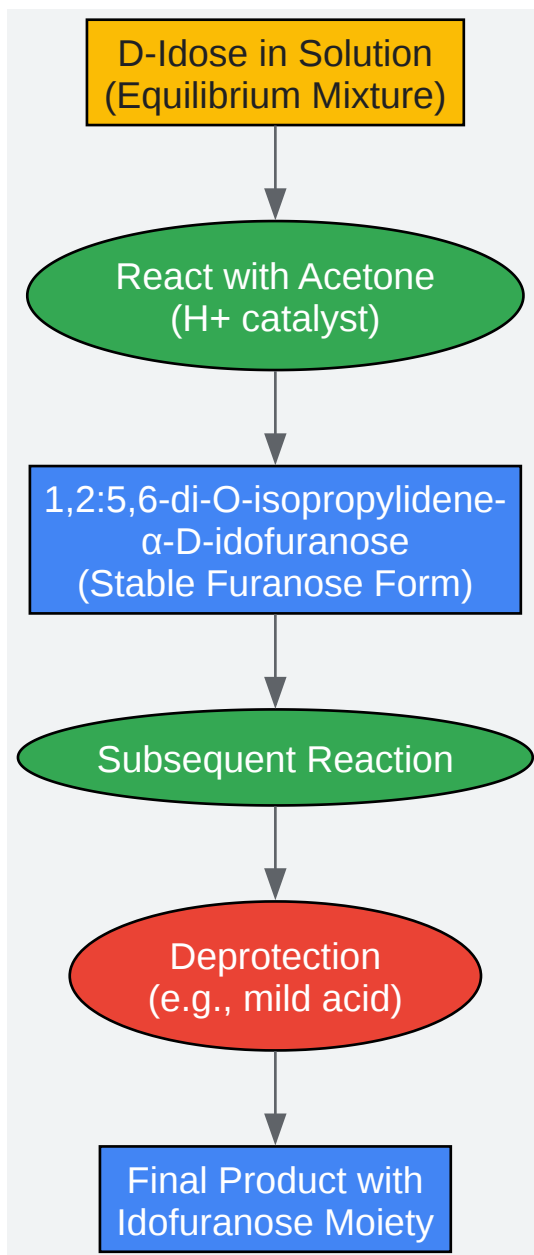 D-Idose in Solution
(Equilibrium Mixture)
React with Acetone
(H+ catalyst)
1,2:5,6-di-O-isopropylidene-
α-D-idofuranose
(Stable Furanose Form)
Subsequent Reaction
Deprotection
(e.g., mild acid)
Final Product with
Idofuranose Moiety